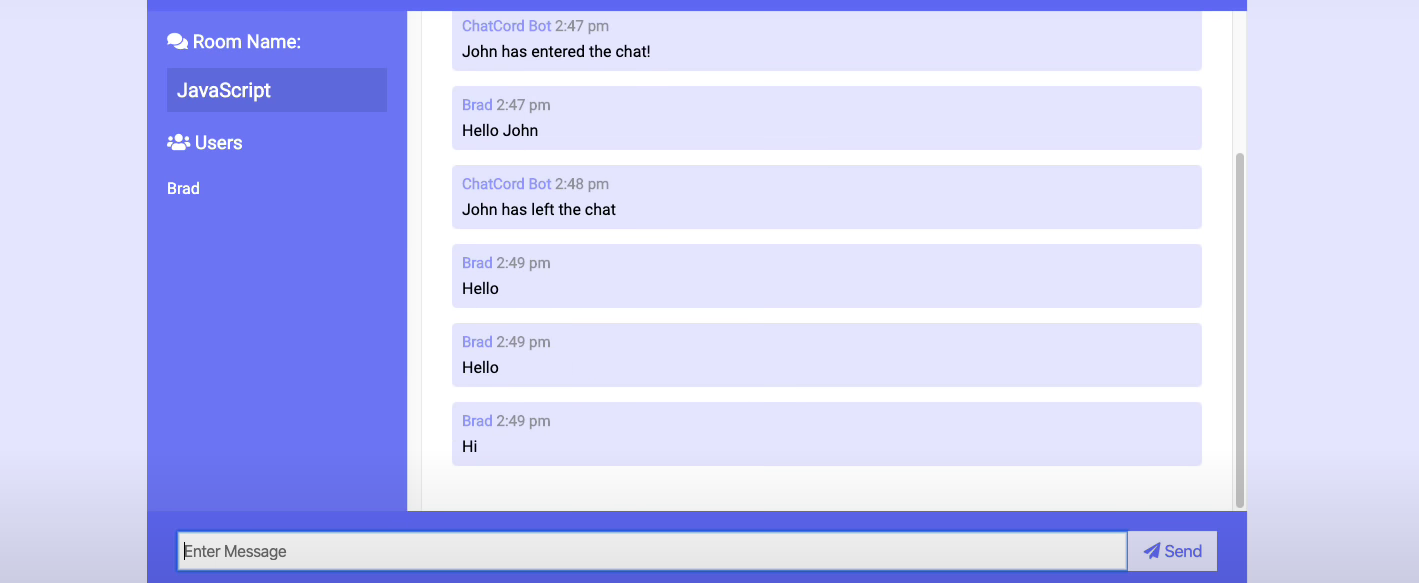 Room Name:
JavaScript
Users
Brad
ChatCord Bot 2:47 pm
John has entered the chat!
Brad 2:47 pm
Hello John
ChatCord Bot 2:48 pm
John has left the chat
Brad 2:49 pm
Hello
Brad 2:49 pm
Hello
Brad 2:49 pm
Hi
Enter Message
Send